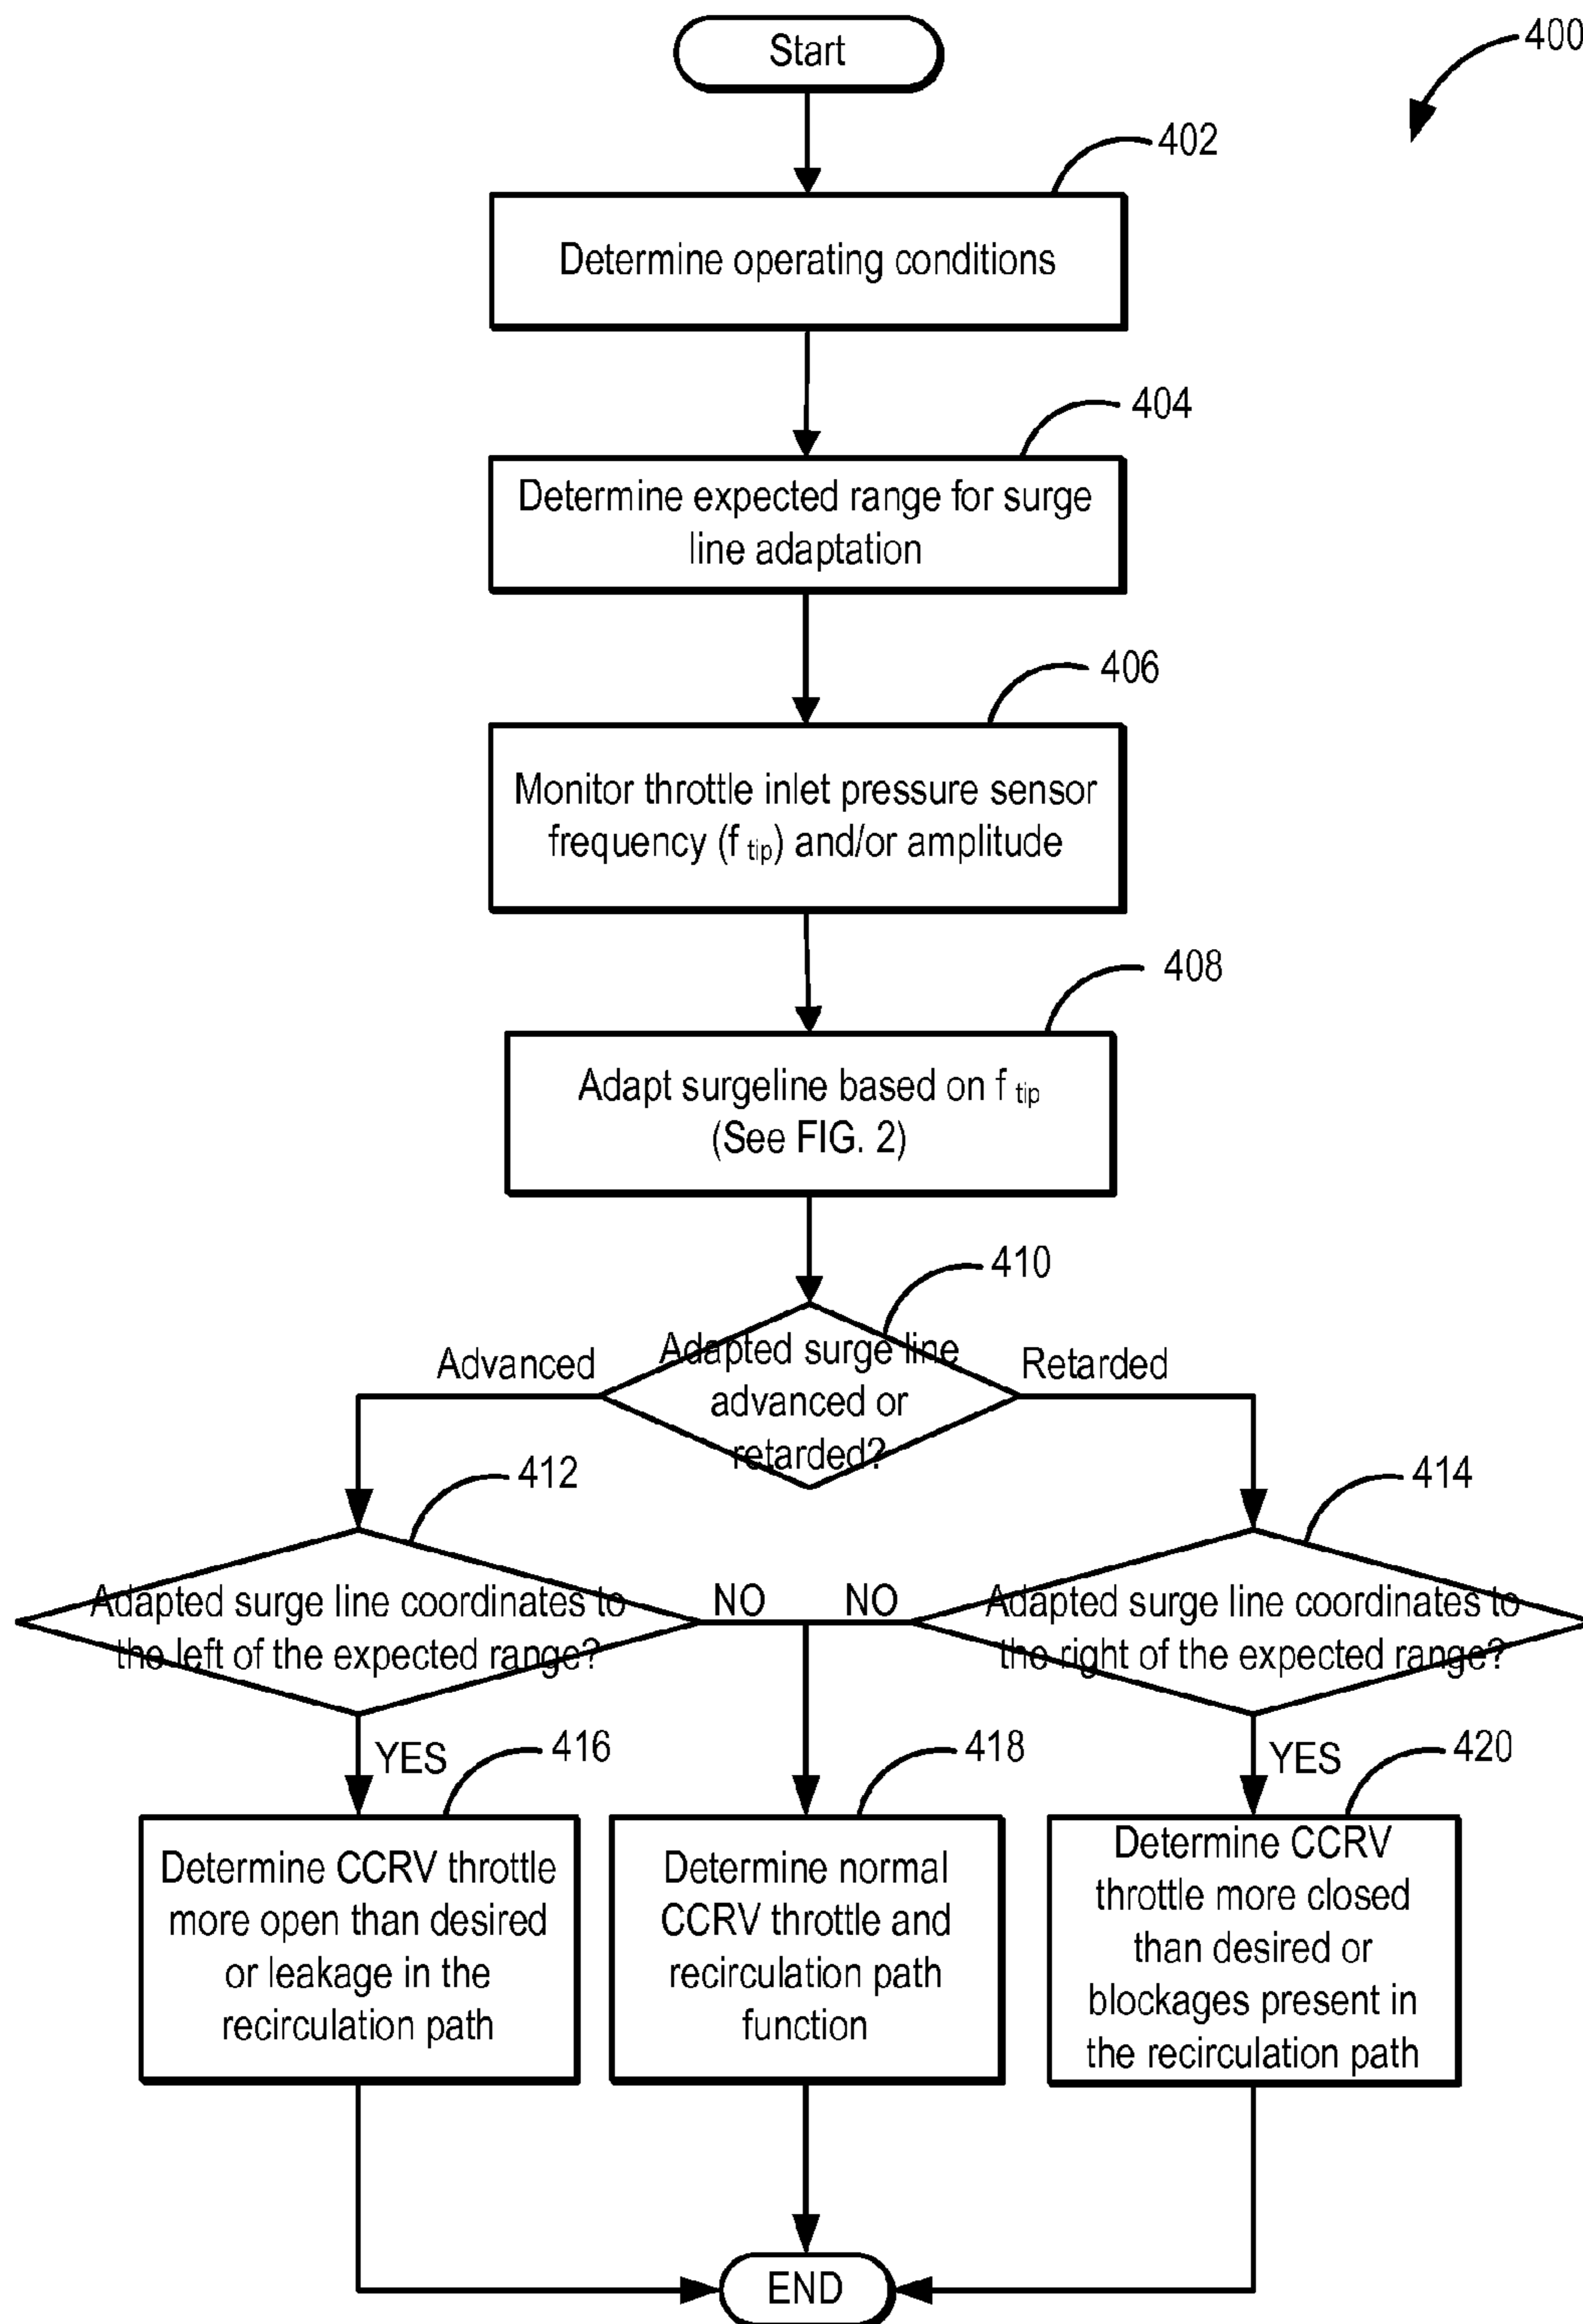 Start
400
402
Determine operating conditions
404
Determine expected range for surge
line adaptation
406
Monitor throttle inlet pressure sensor
frequency (f tip) and/or amplitude
408
Adapt surgeline based on f tip
(See FIG. 2)
410
Advanced
Adapted surge line
advanced or
retarded?
Retarded
412
414
Adapted surge line coordinates to
the left of the expected range?
NO
NO
Adapted surge line coordinates to
the right of the expected range?
YES
416
418
YES
420
Determine CCRV throttle
more open than desired
or leakage in the
recirculation path
Determine normal
CCRV throttle and
recirculation path
function
Determine CCRV
throttle more closed
than desired or
blockages present in
the recirculation path
END